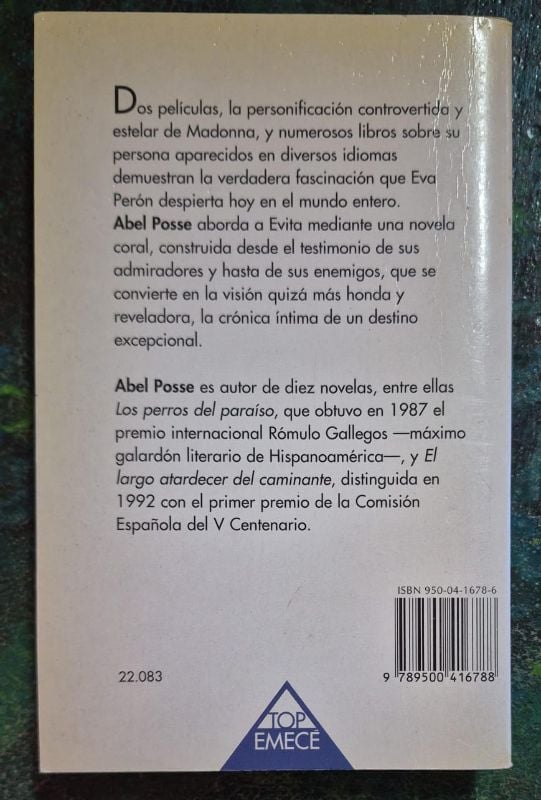 Dos películas, la personificación controvertida y
estelar de Madonna, y numerosos libros sobre su
persona aparecidos en diversos idiomas
demuestran la verdadera fascinación que Eva
Perón despierta hoy en el mundo entero.
Abel Posse aborda a Evita mediante una novela
coral, construida desde el testimonio de sus
admiradores y hasta de sus enemigos, que se
convierte en la visión quizá más honda y
reveladora, la crónica íntima de un destino
excepcional.
Abel Posse es autor de diez novelas, entre ellas
Los perros del paraíso, que obtuvo en 1987 el
premio internacional Rómulo Gallegos —máximo
galardón literario de Hispanoamérica—, y El
largo atardecer del caminante, distinguida en
1992 con el primer premio de la Comisión
Española del V Centenario.
ISBN 950-04-1678-6
9 789500 416788
22.083
TOP
EMECÉ